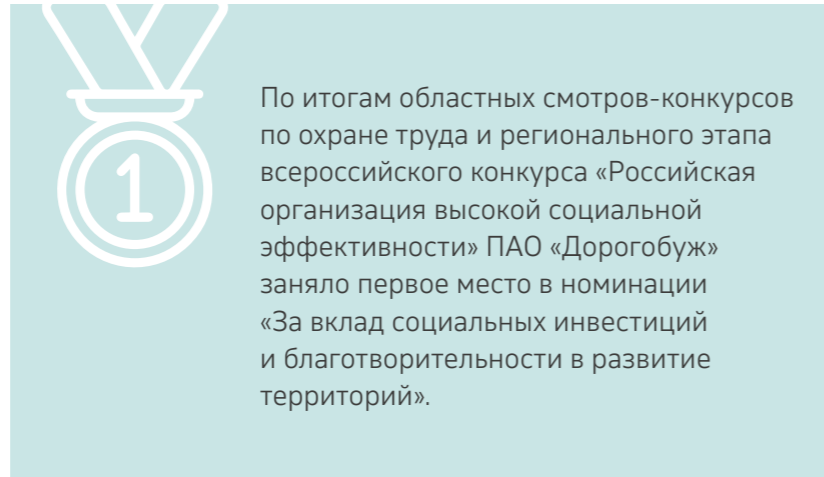 1
По итогам областных смотров-конкурсов
по охране труда и регионального этапа
всероссийского конкурса «Российская
организация высокой социальной
эффективности» ПАО «Дорогобуж»
заняло первое место в номинации
«За вклад социальных инвестиций
и благотворительности в развитие
территорий».